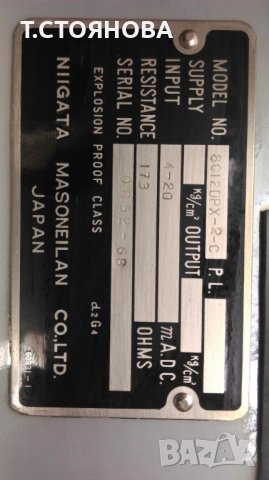 Т.СТОЯНОВА
MODEL NO. 8012DPX-2-C P.L.
SUPPLY kg/cm² OUTPUT kg/cm²
INPUT 4-20 mA.D.C.
RESISTANCE 173 OHMS
SERIAL NO.
EXPLOSION PROOF CLASS d2G4
NIIGATA MASONEILAN CO.,LTD.
JAPAN
БАЗАР